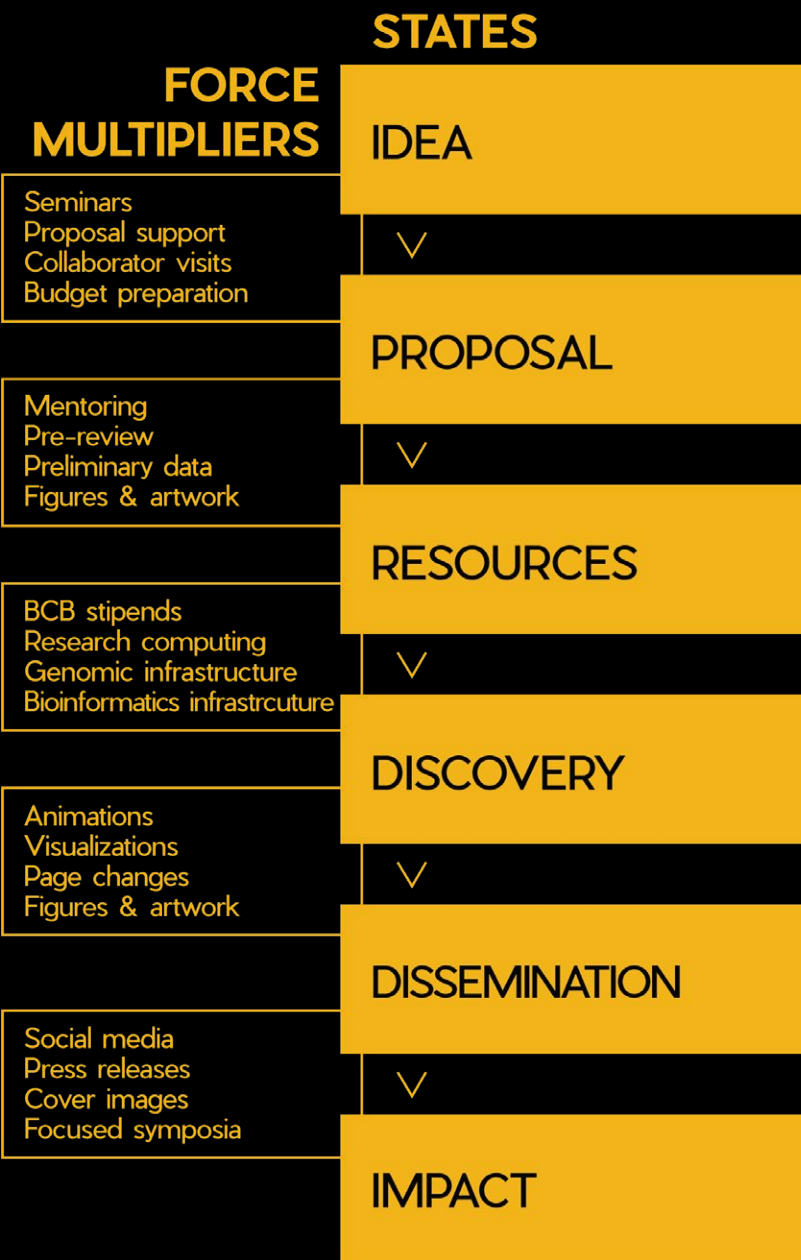 STATES
FORCE
MULTIPLIERS
IDEA
Seminars
Proposal support
Collaborator visits
Budget preparation
PROPOSAL
Mentoring
Pre-review
Preliminary data
Figures & artwork
RESOURCES
BCB stipends
Research computing
Genomic infrastructure
Bioinformatics infrastrcuture
DISCOVERY
Animations
Visualizations
Page changes
Figures & artwork
DISSEMINATION
Social media
Press releases
Cover images
Focused symposia
IMPACT